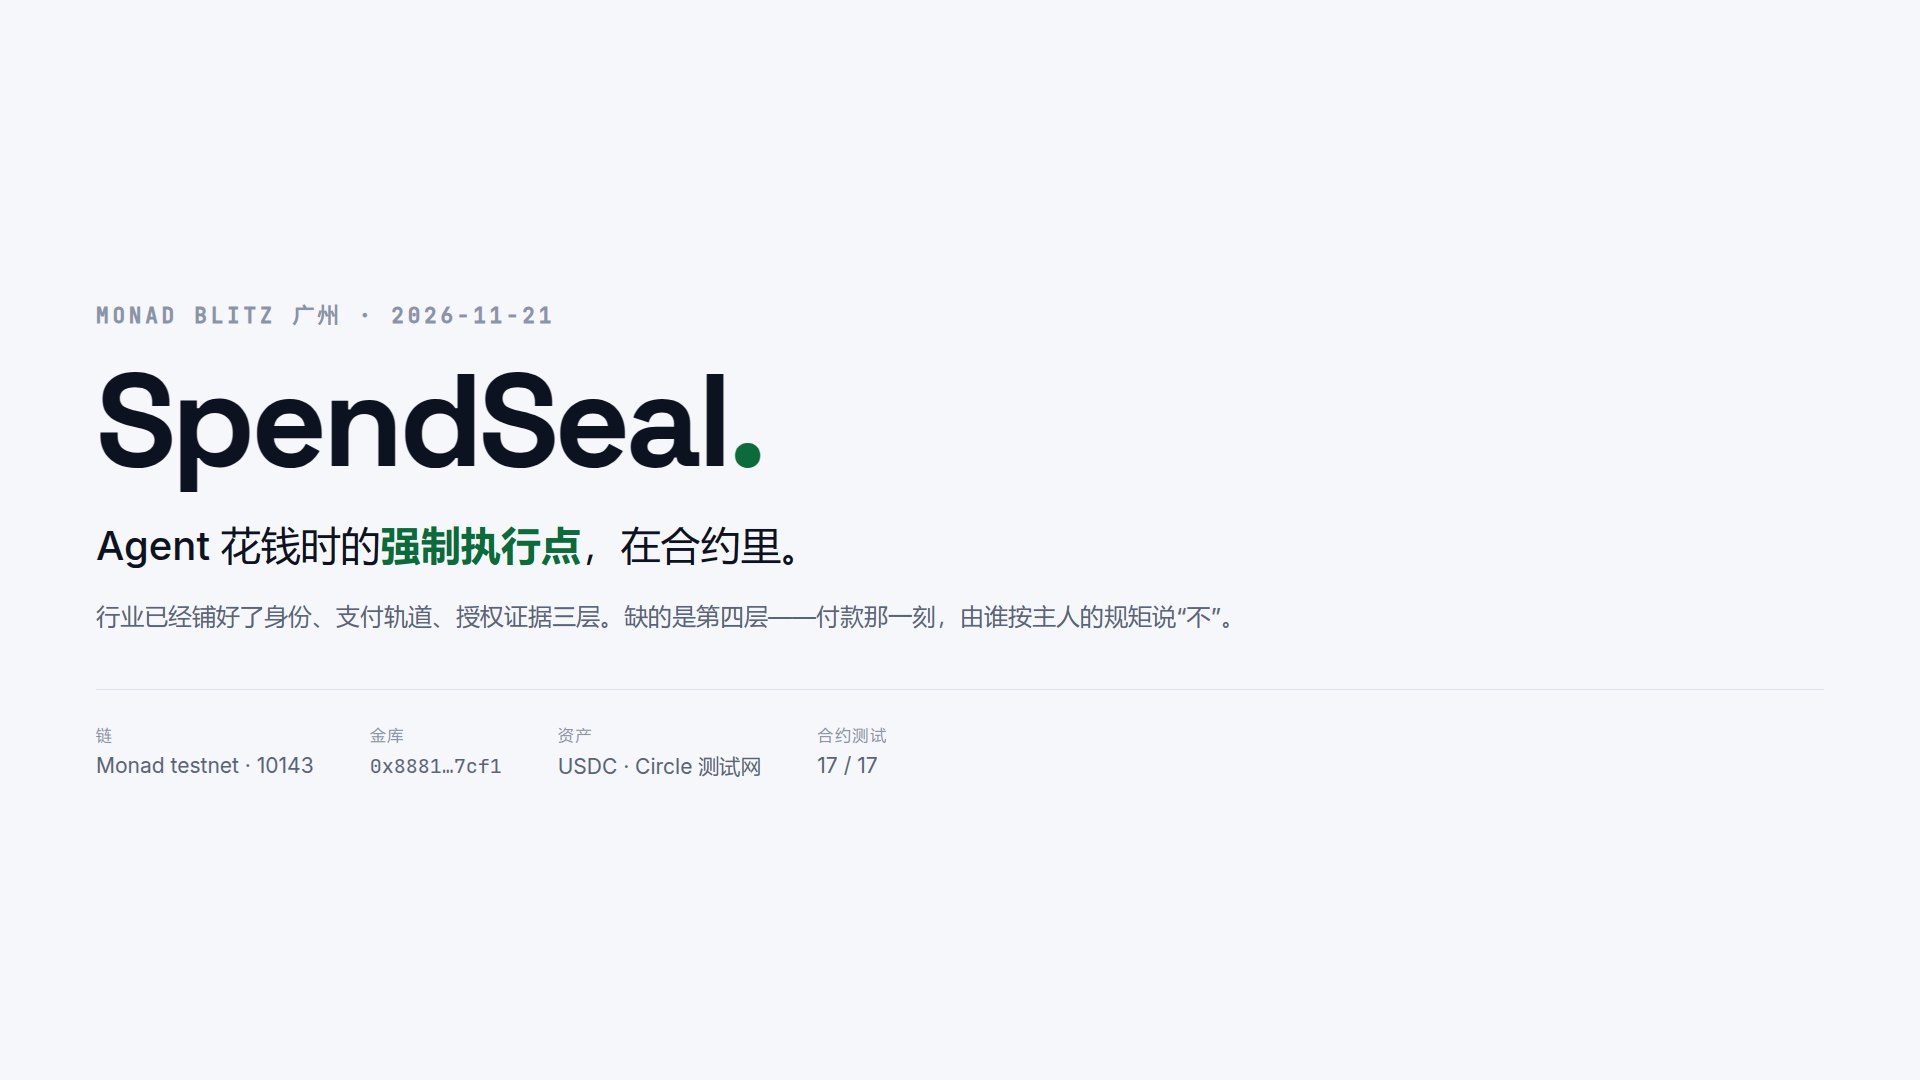 MONAD BLITZ 广州 · 2026-11-21
SpendSeal.
Agent 花钱时的强制执行点，在合约里。
行业已经铺好了身份、支付轨道、授权证据三层。缺的是第四层——付款那一刻，由谁按主人的规矩说“不”。
链 金库 资产 合约测试
Monad testnet · 10143 0x8881…7cf1 USDC · Circle 测试网 17 / 17